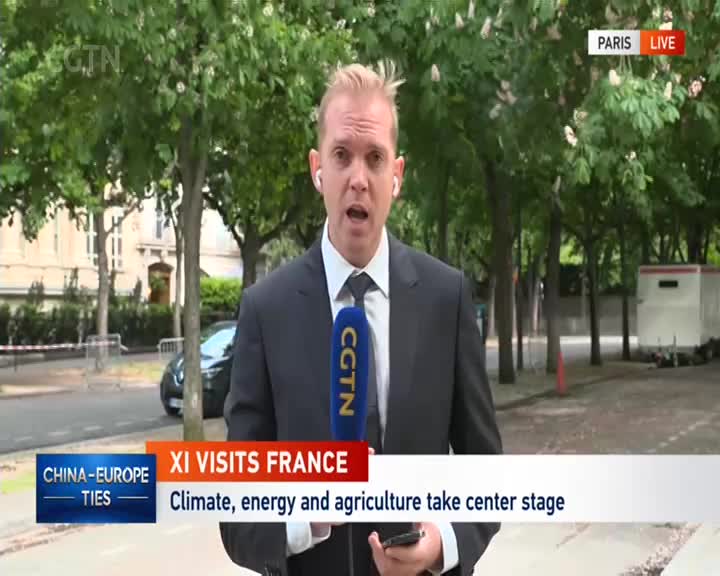 CGTN
PARIS LIVE
CGTN
XI VISITS FRANCE
CHINA-EUROPE
TIES
Climate, energy and agriculture take center stage